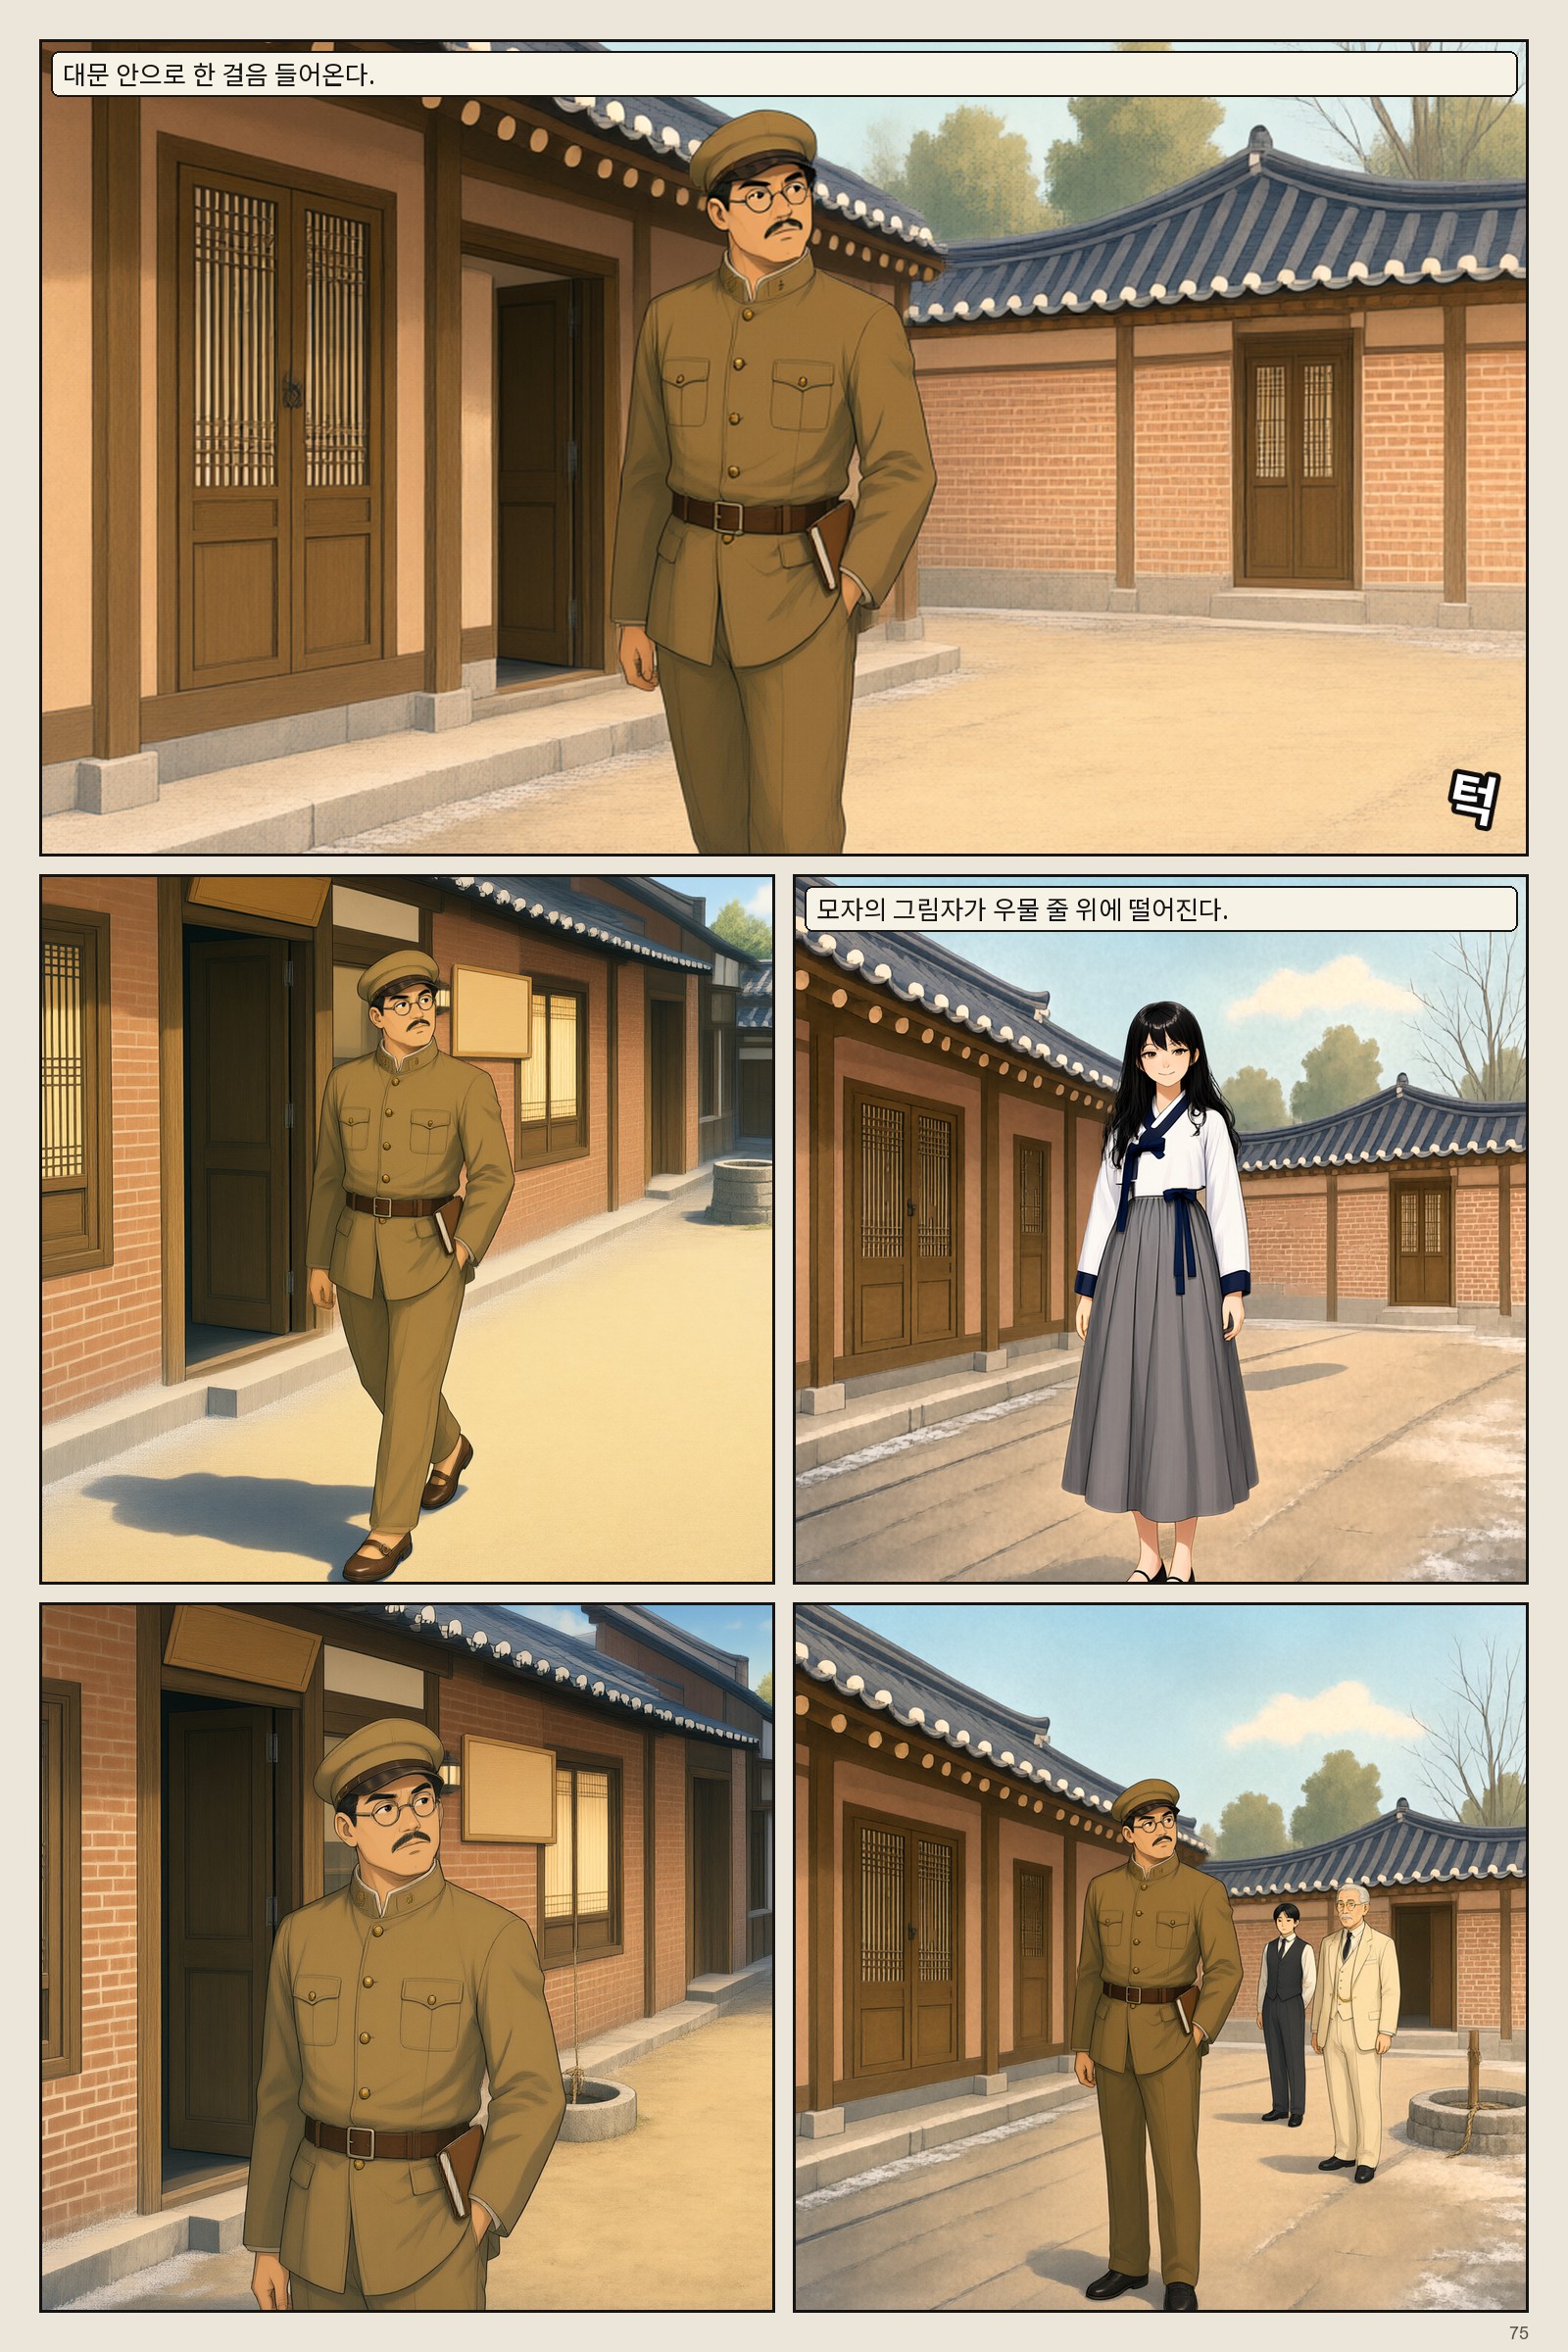 대문 안으로 한 걸음 들어온다.
턱
모자의 그림자가 우물 줄 위에 떨어진다.
75